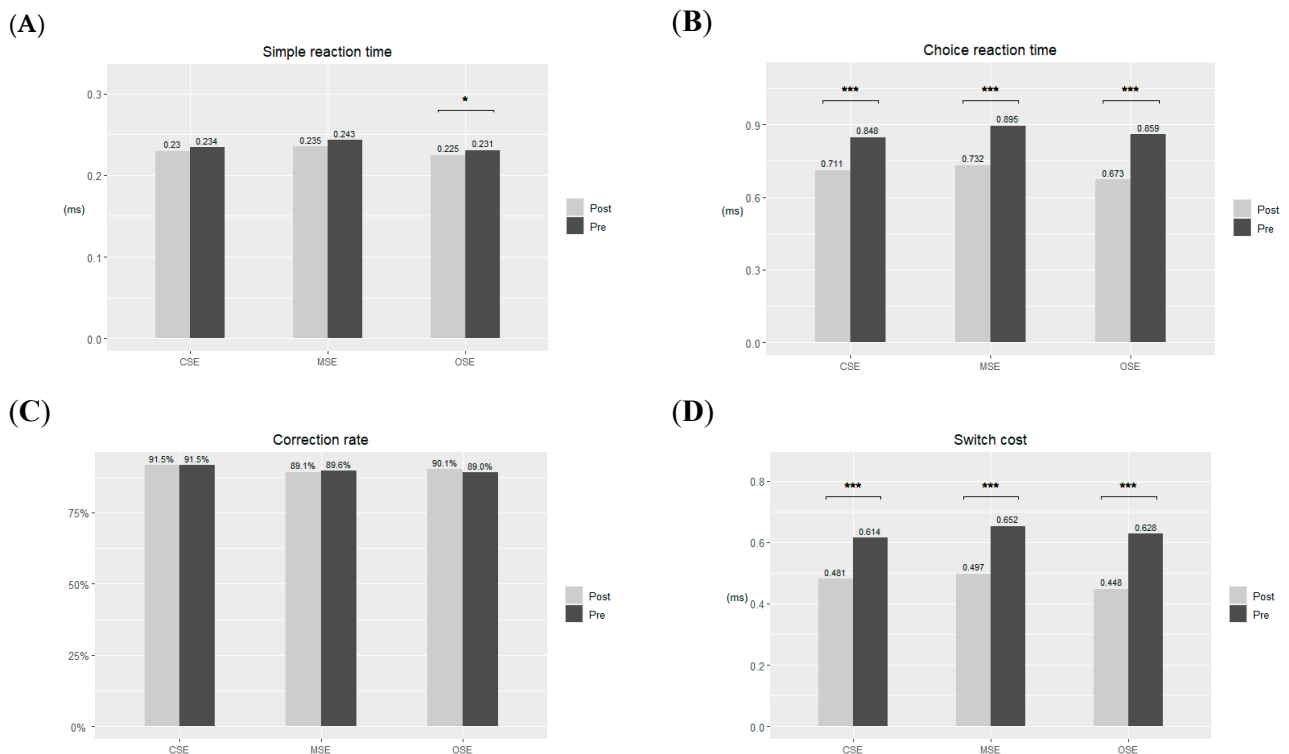 (A)
Simple reaction time
*
0.3
0.2
(ms)
0.1
0.0
0.23 0.234
0.235 0.243
0.225 0.231
CSE MSE OSE
Post
Pre
(B)
Choice reaction time
*** *** ***
0.9
0.6
(ms)
0.3
0.0
0.711 0.848
0.732 0.895
0.673 0.859
CSE MSE OSE
Post
Pre
(C)
Correction rate
91.5% 91.5%
89.1% 89.6%
90.1% 89.0%
75%
50%
25%
0%
CSE MSE OSE
Post
Pre
(D)
Switch cost
*** *** ***
0.8
0.6
(ms)
0.4
0.2
0.0
0.481 0.614
0.497 0.652
0.448 0.628
CSE MSE OSE
Post
Pre